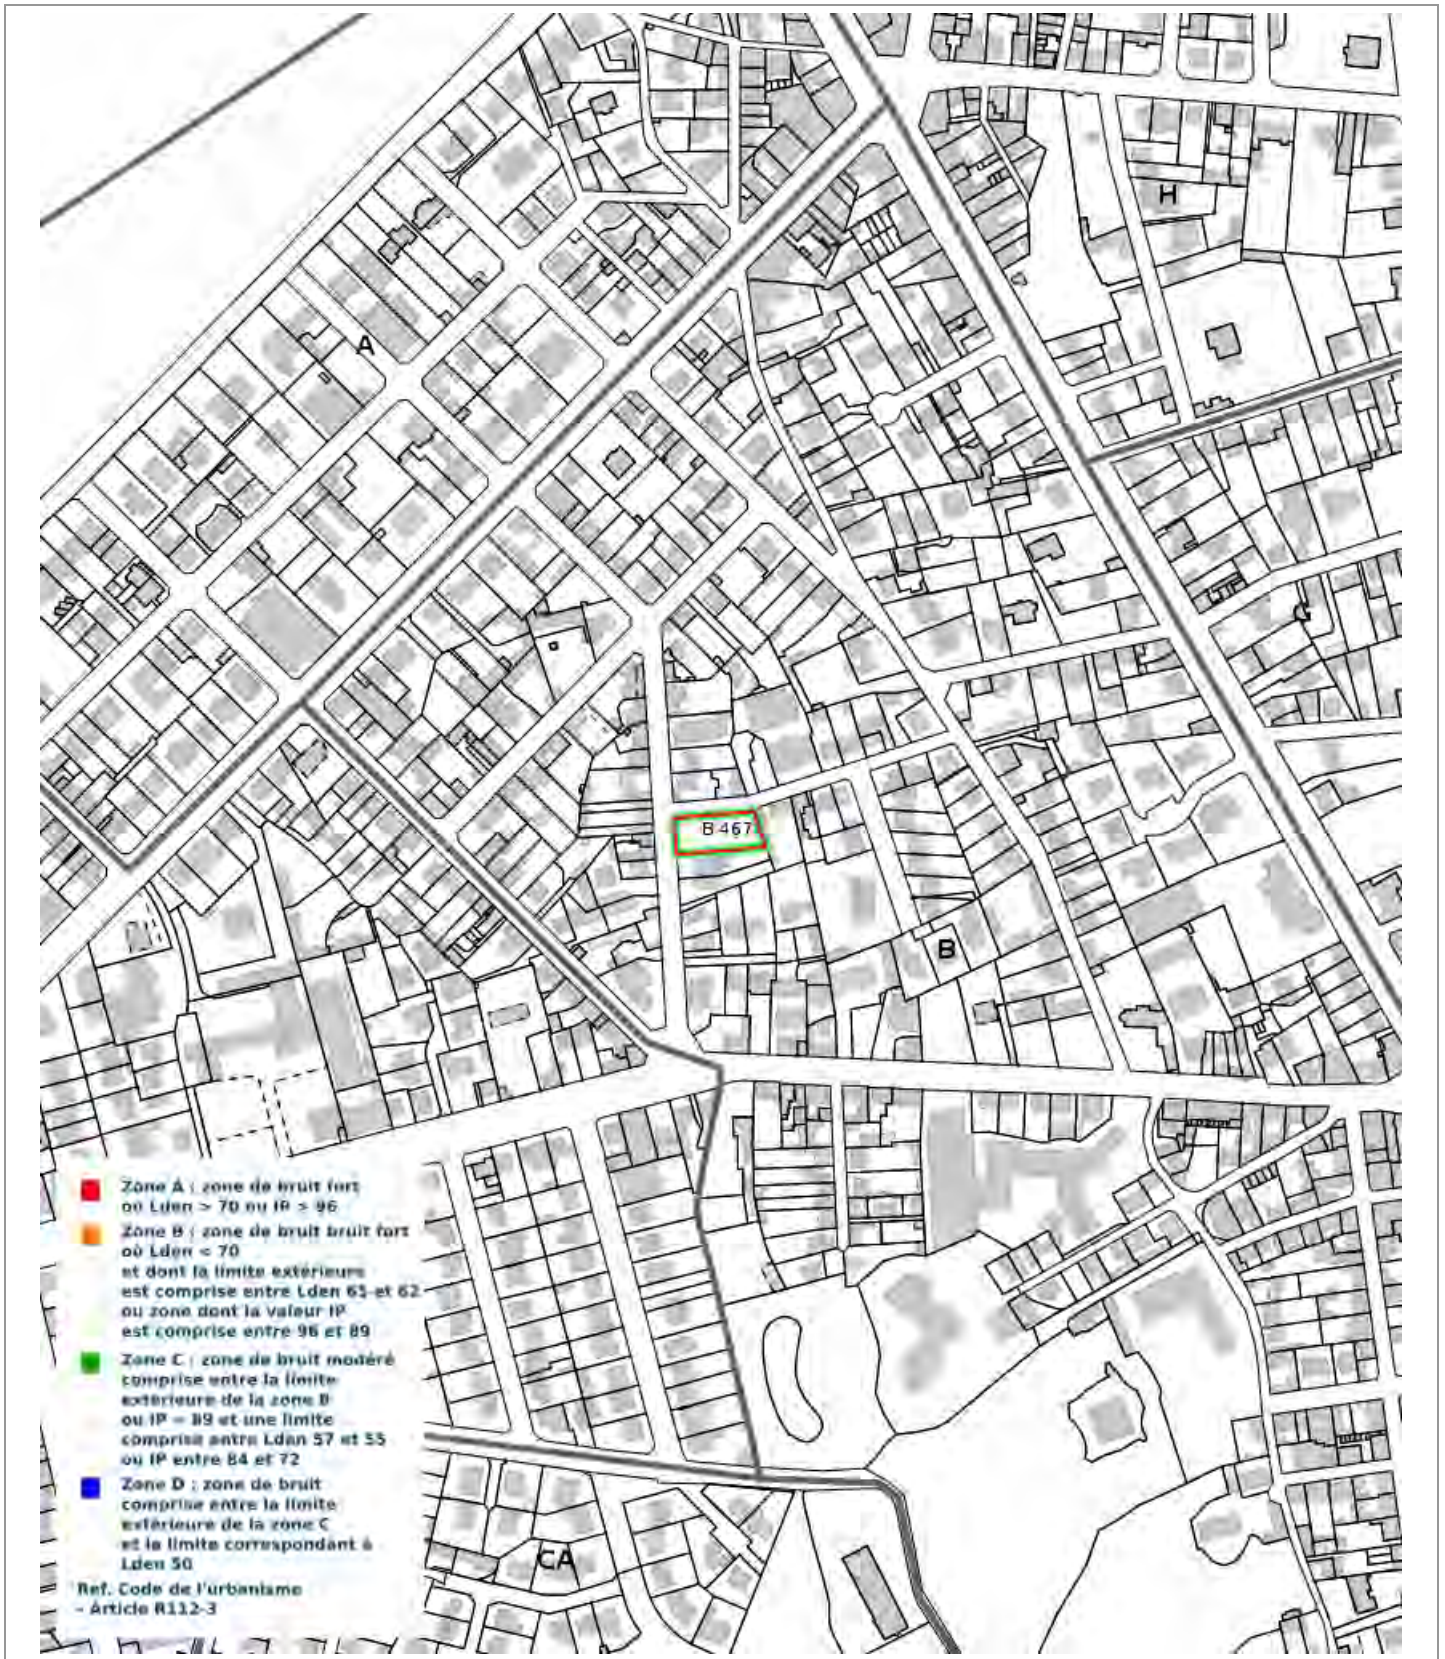 H
A
B 467
B
Zone A : zone de bruit fort
où Lden > 70 ou IP > 96
Zone B : zone de bruit bruit fort
où Lden < 70
et dont la limite extérieure
est comprise entre Lden 65 et 62
ou zone dont la valeur IP
est comprise entre 96 et 89
Zone C : zone de bruit modéré
comprise entre la limite
extérieure de la zone B
ou IP = 89 et une limite
comprise entre Lden 57 et 55
ou IP entre 84 et 72
Zone D : zone de bruit
comprise entre la limite
extérieure de la zone C
et la limite correspondant à
Lden 50
CA
Ref. Code de l'urbanisme
- Article R112-3